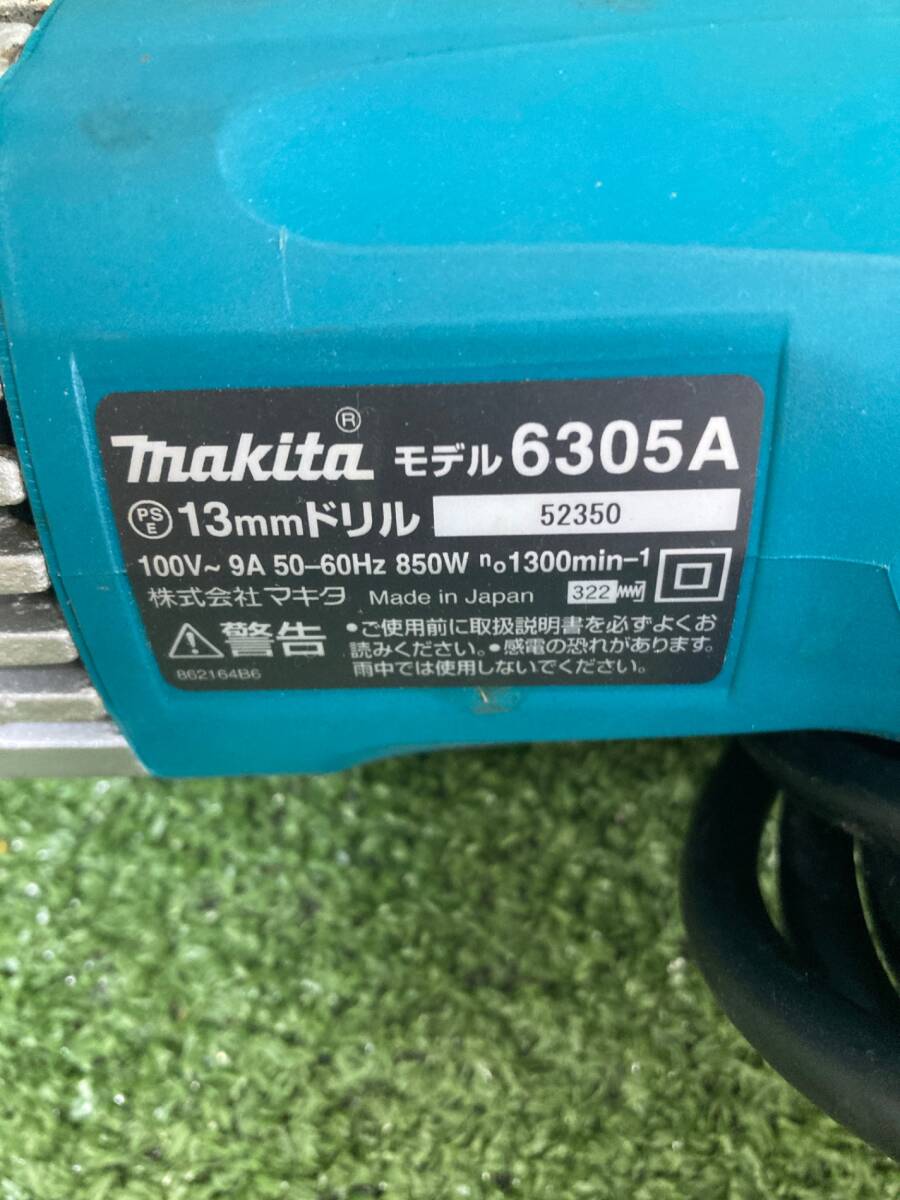 makita® モデル 6305A
PSE 13mmドリル 52350
100V~ 9A 50-60Hz 850W n₀1300min-1
株式会社マキタ Made in Japan 322
警告 •ご使用前に取扱説明書を必ずよくお
読みください。•感電の恐れがあります。
雨中では使用しないでください。
862164B6